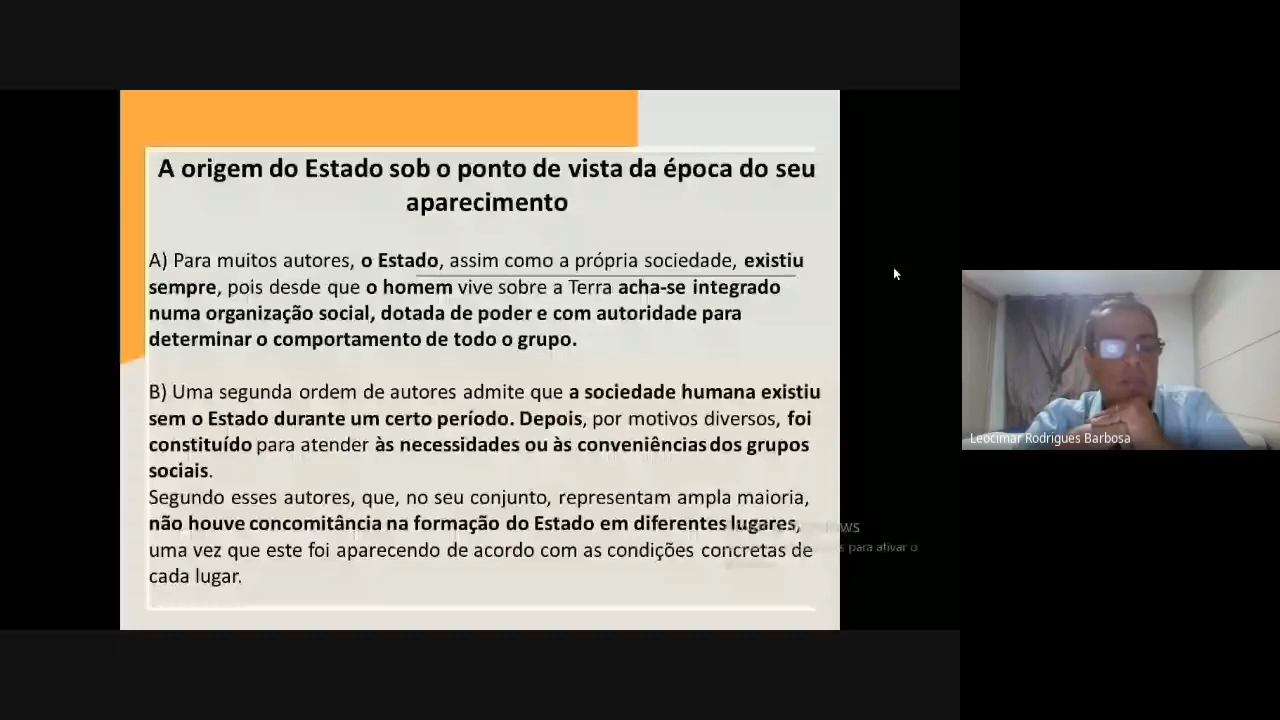 A origem do Estado sob o ponto de vista da época do seu
aparecimento
A) Para muitos autores, o Estado, assim como a própria sociedade, existiu
sempre, pois desde que o homem vive sobre a Terra acha-se integrado
numa organização social, dotada de poder e com autoridade para
determinar o comportamento de todo o grupo.
B) Uma segunda ordem de autores admite que a sociedade humana existiu
sem o Estado durante um certo período. Depois, por motivos diversos, foi
constituído para atender às necessidades ou às conveniências dos grupos
sociais.
Segundo esses autores, que, no seu conjunto, representam ampla maioria,
não houve concomitância na formação do Estado em diferentes lugares,
uma vez que este foi aparecendo de acordo com as condições concretas de
cada lugar.
para ativar o
Leocimar Rodrigues Barbosa